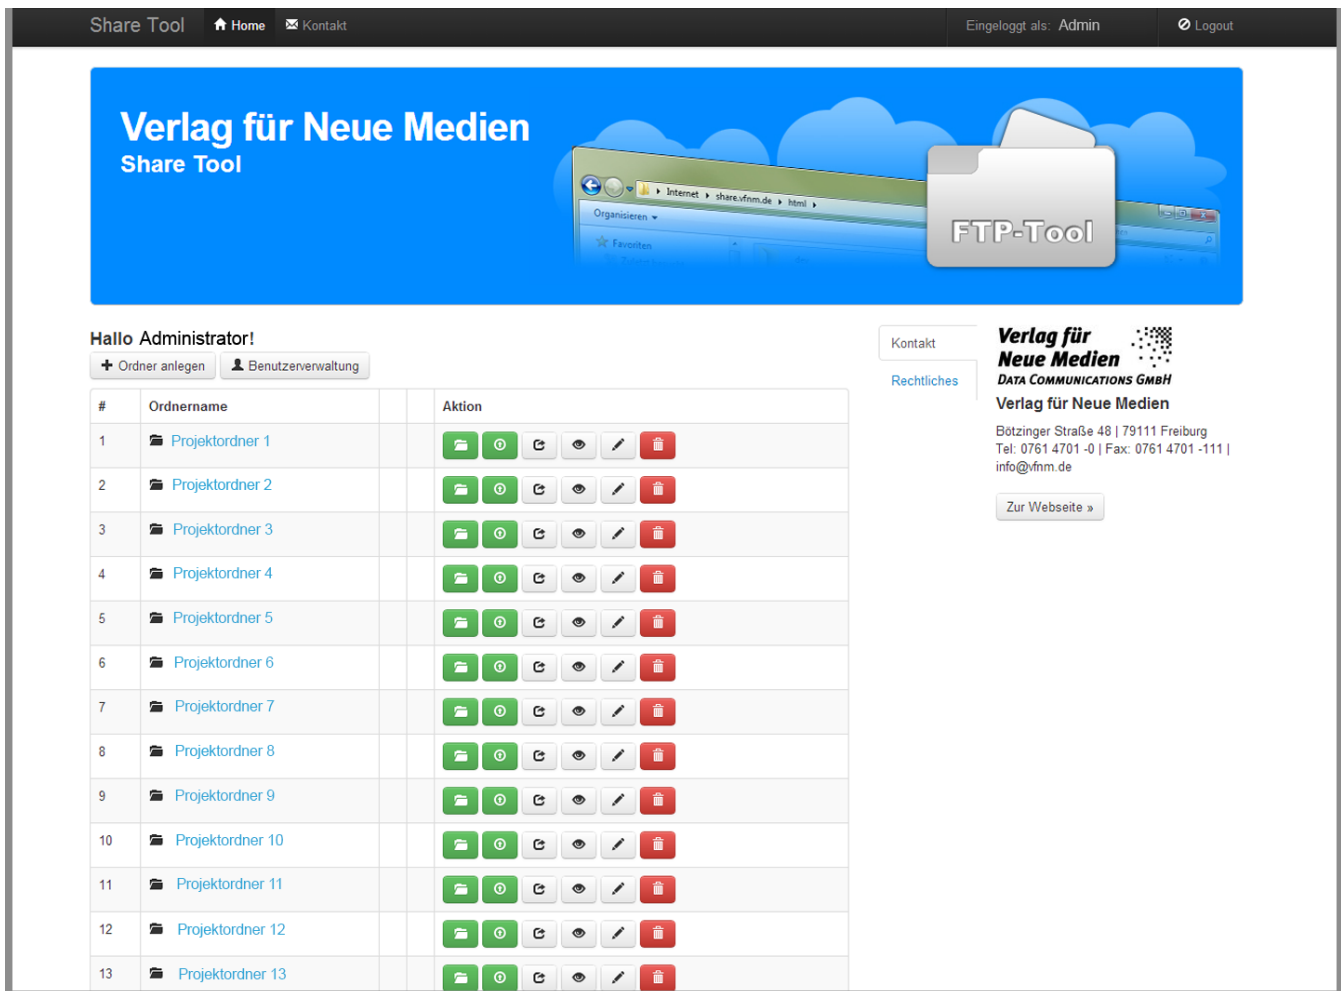 Share Tool Home Kontakt Eingeloggt als: Admin Logout
Verlag für Neue Medien
Share Tool
Internet share.vfnm.de html
Organisieren
Favoriten
FTP-Tool
Hallo Administrator!
Ordner anlegen Benutzerverwaltung
# Ordnername Aktion
1 Projektordner 1
2 Projektordner 2
3 Projektordner 3
4 Projektordner 4
5 Projektordner 5
6 Projektordner 6
7 Projektordner 7
8 Projektordner 8
9 Projektordner 9
10 Projektordner 10
11 Projektordner 11
12 Projektordner 12
13 Projektordner 13
Kontakt
Rechtliches
Verlag für
Neue Medien
DATA COMMUNICATIONS GMBH
Verlag für Neue Medien
Bötzinger Straße 48 | 79111 Freiburg
Tel: 0761 4701 -0 | Fax: 0761 4701 -111 |
info@vfnm.de
Zur Webseite »